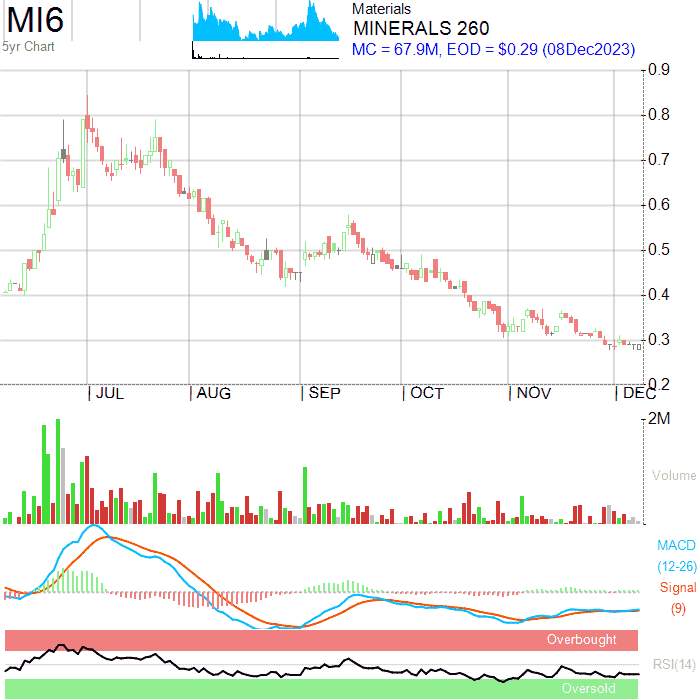 MI6
5yr Chart
Materials
MINERALS 260
MC = 67.9M, EOD = $0.29 (08Dec2023)
0.9
0.8
0.7
0.6
0.5
0.4
0.3
0.2
JUL AUG SEP OCT NOV DEC
2M
Volume
MACD
(12-26)
Signal
(9)
Overbought
RSI(14)
Oversold